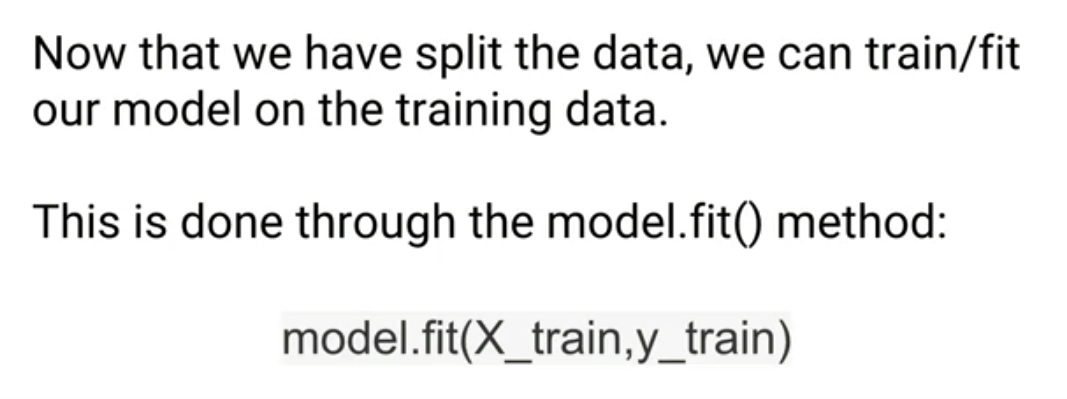 Now that we have split the data, we can train/fit
our model on the training data.
This is done through the model.fit() method:
model.fit(X_train,y_train)